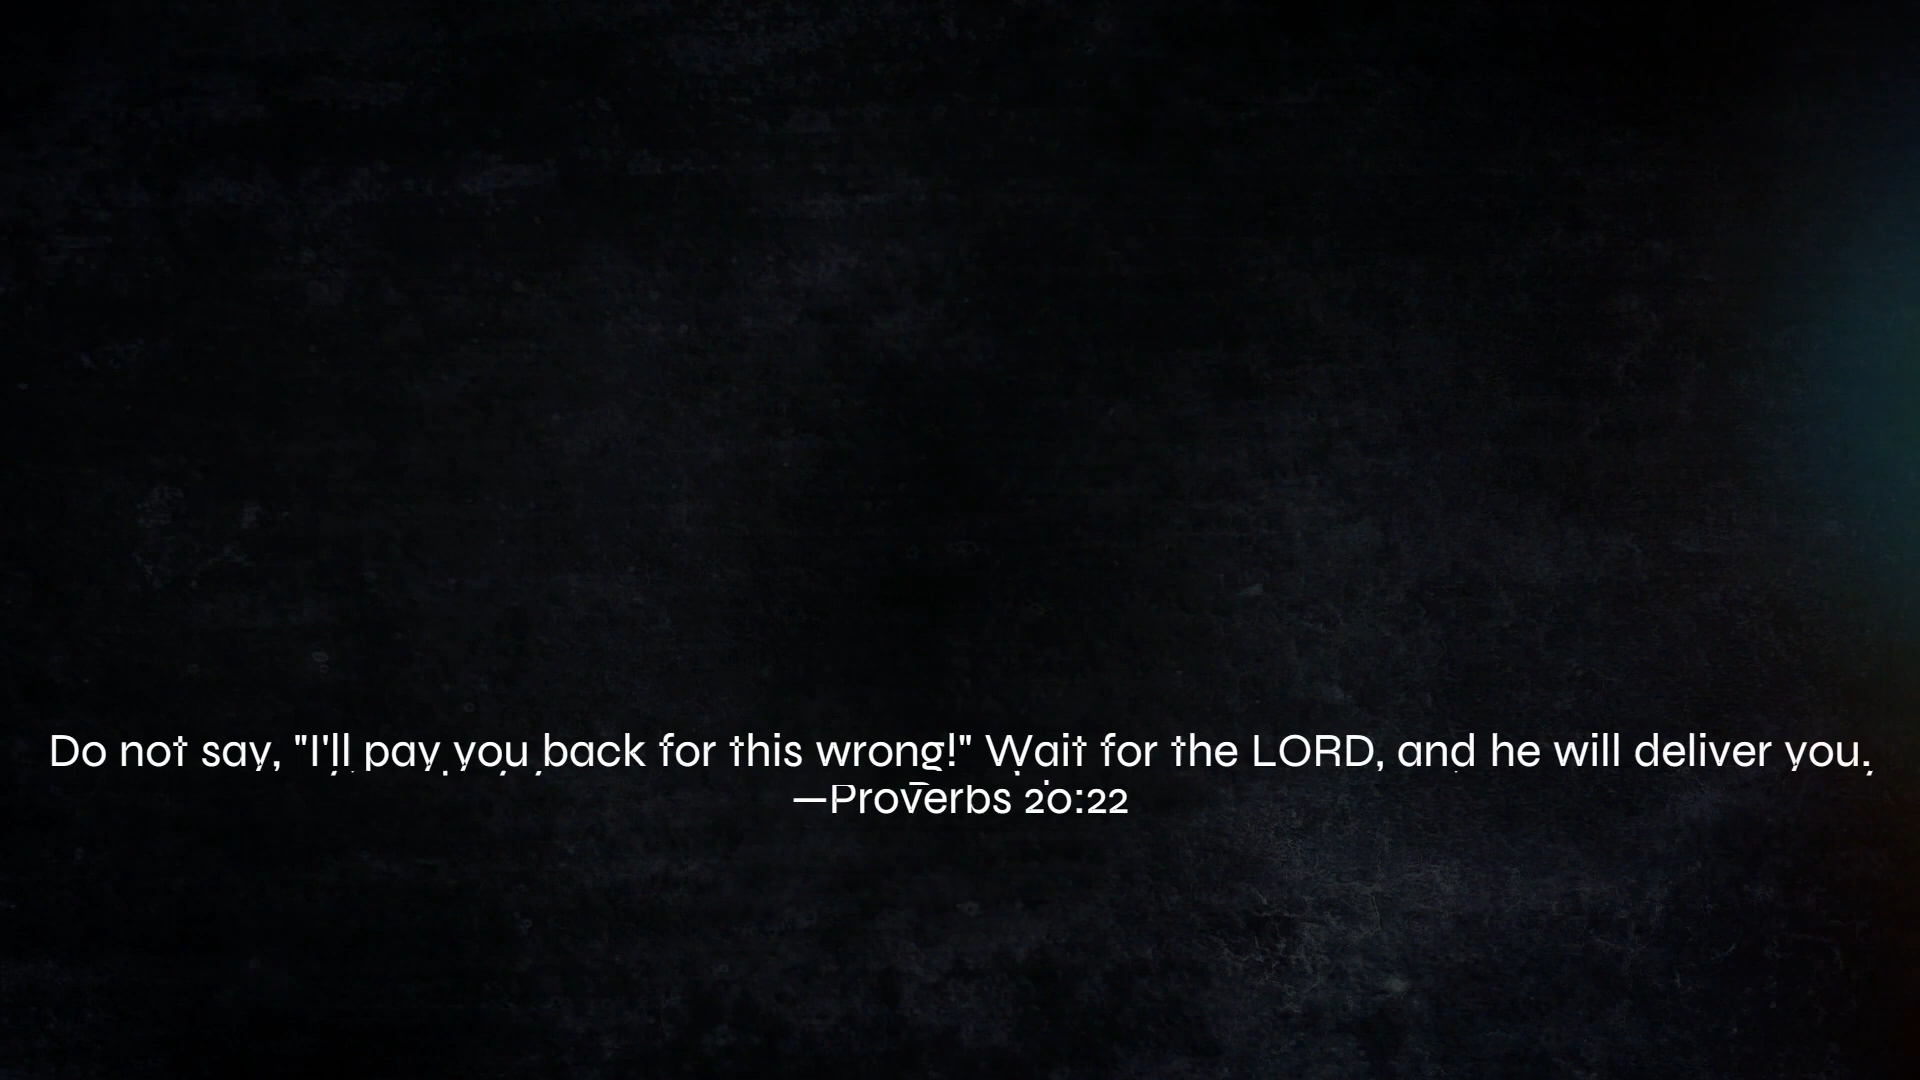 Do not say, "I'll pay you back for this wrong!" Wait for the LORD, and he will deliver you.
—Proverbs 20:22